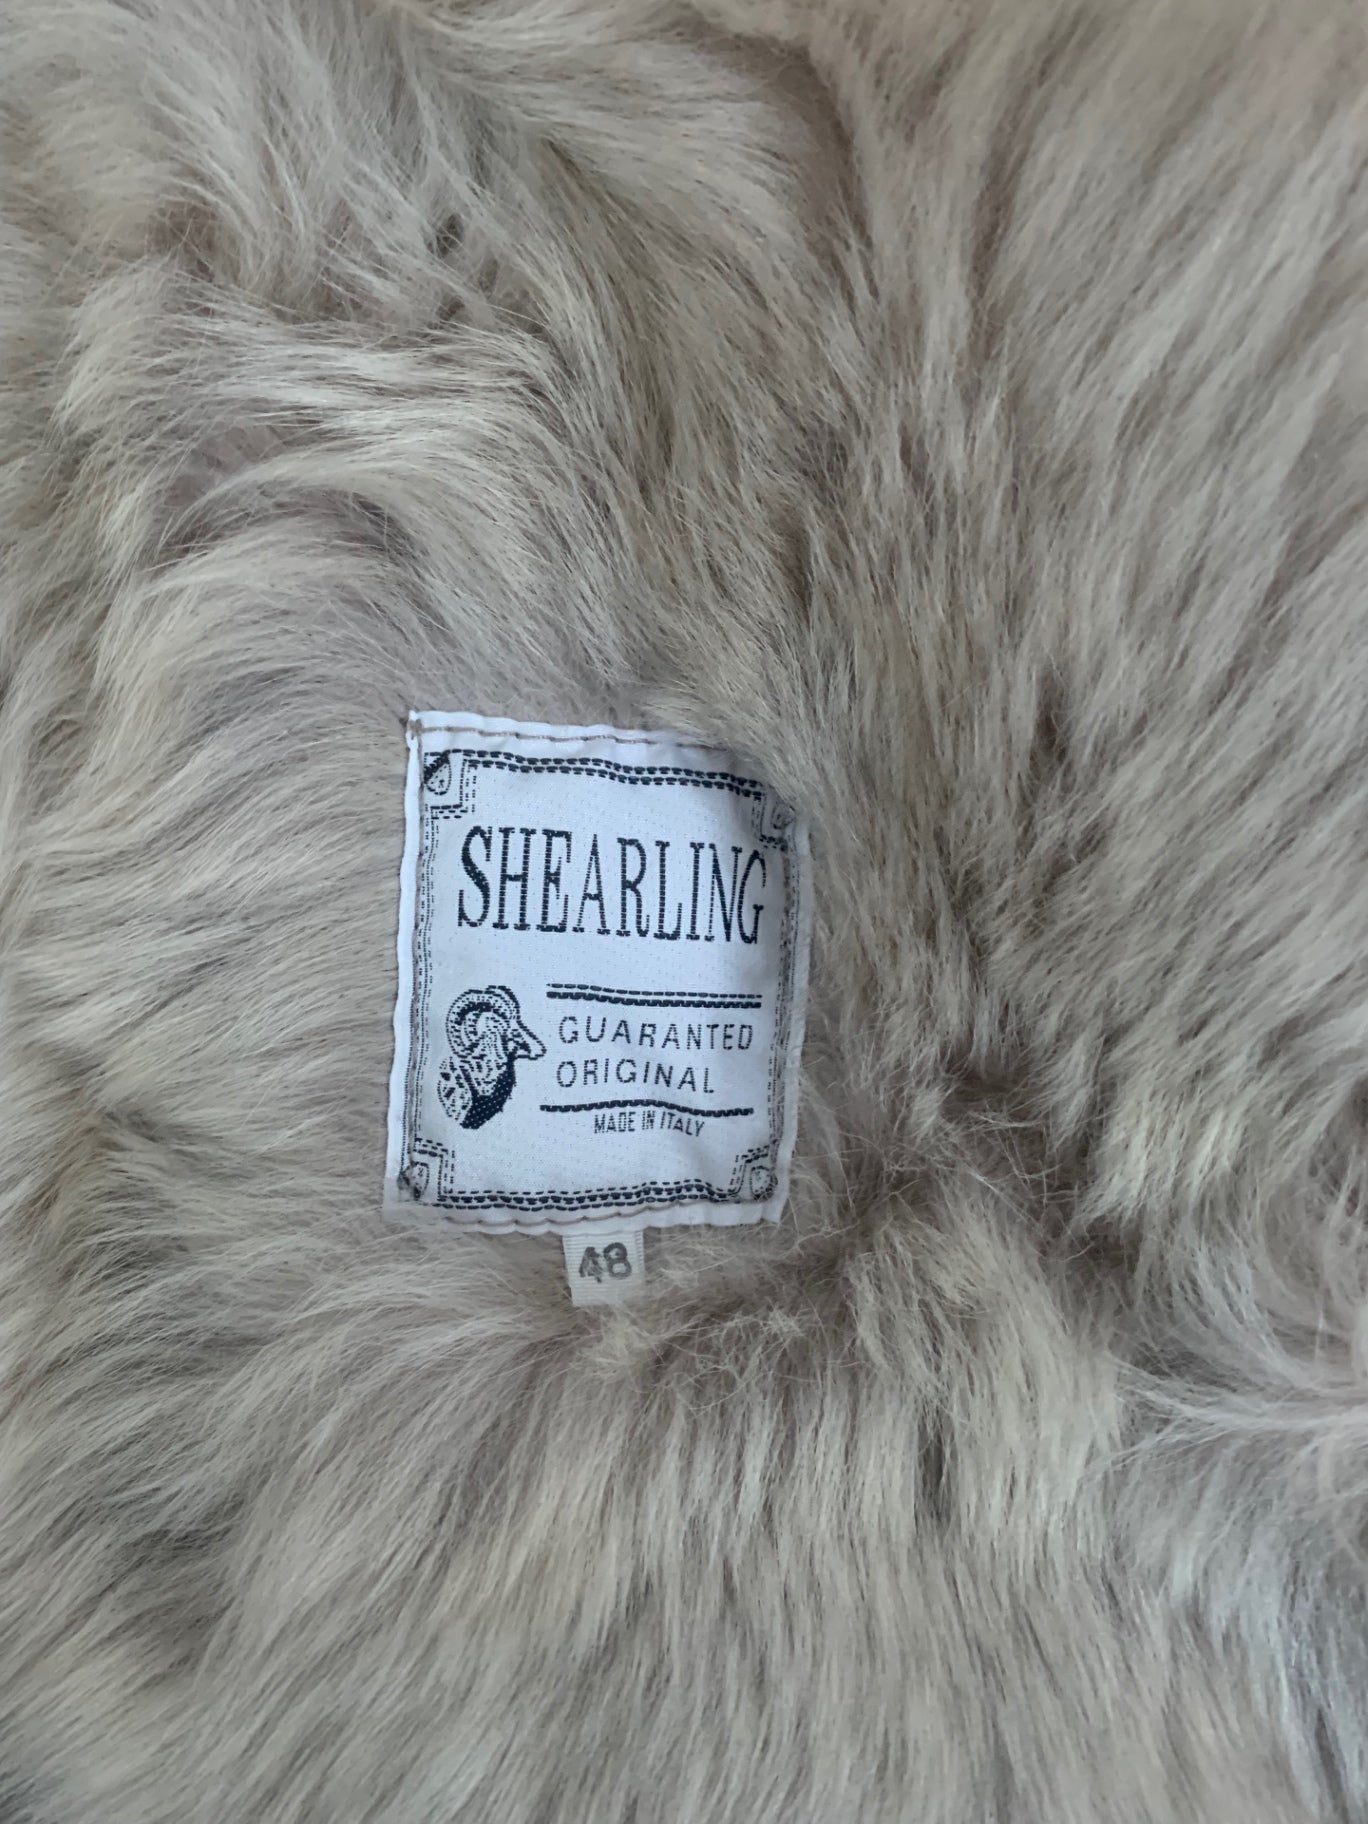 SHEARLING
GUARANTED
ORIGINAL
MADE IN ITALY
48